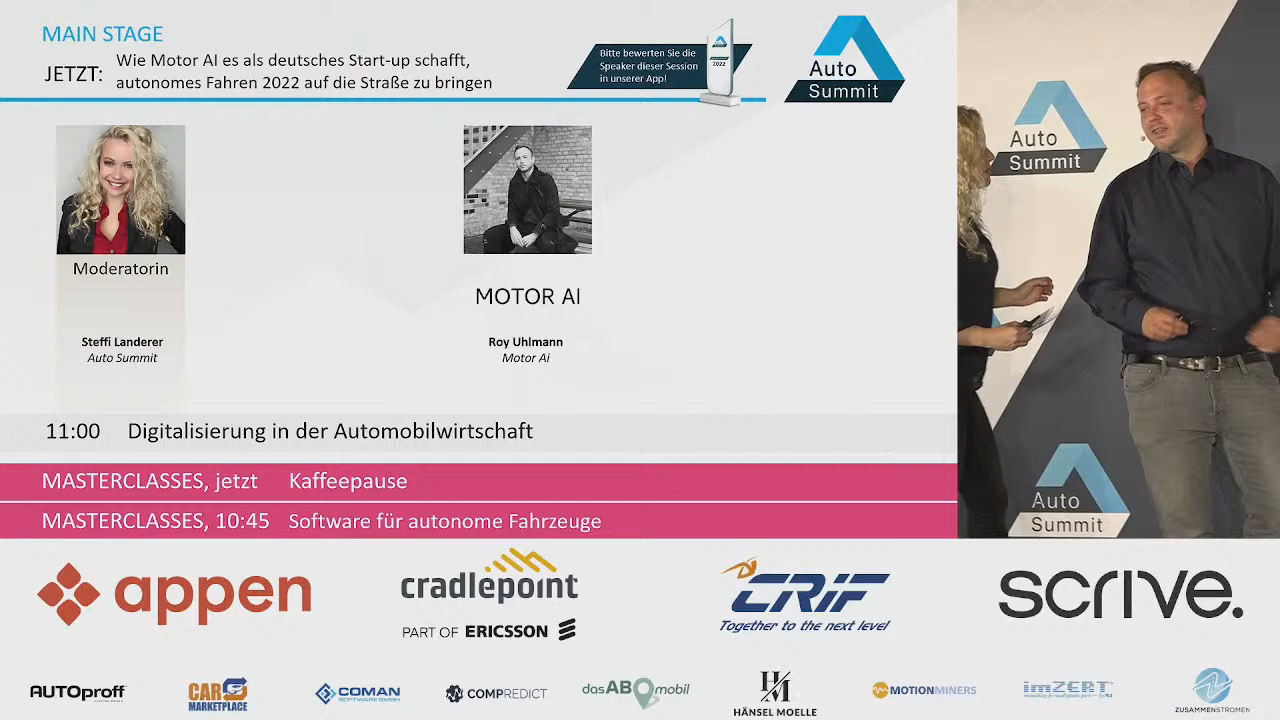 MAIN STAGE
JETZT:
Wie Motor AI es als deutsches Start-up schafft,
autonomes Fahren 2022 auf die Straße zu bringen
Bitte bewerten Sie die
Speaker dieser Session
in unserer App!
2022
Auto
Summit
Auto
Summit
Moderatorin
Steffi Landerer
Auto Summit
MOTOR AI
Roy Uhlmann
Motor Ai
11:00 Digitalisierung in der Automobilwirtschaft
MASTERCLASSES, jetzt Kaffeepause
MASTERCLASSES, 10:45 Software für autonome Fahrzeuge
Auto
Summit
appen
cradlepoint
PART OF ERICSSON
CRIF
Together to the next level
scrive.
AUTOproff
CAR
MARKETPLACE
COMAN
SOFTWARE GMBH
COMPREDICT
dasABOmobil
HM
HÄNSEL MOELLE
MOTIONMINERS
imZERT
ZUSAMMENSTROMEN